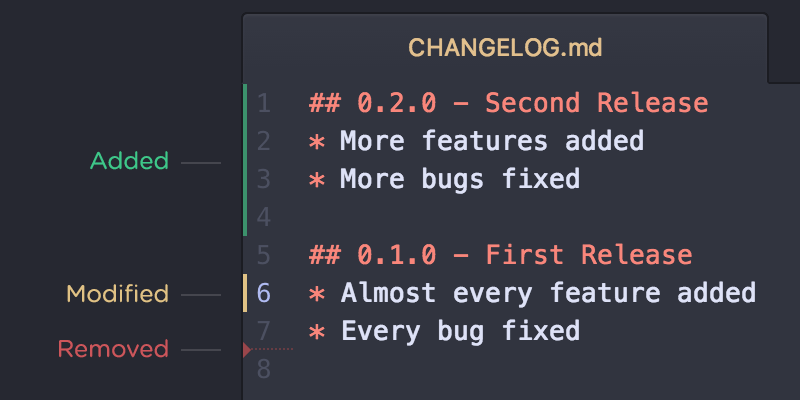 CHANGELOG.md
1 ## 0.2.0 - Second Release
2 * More features added
Added
3 * More bugs fixed
4
5 ## 0.1.0 - First Release
Modified
6 * Almost every feature added
7 * Every bug fixed
Removed
8